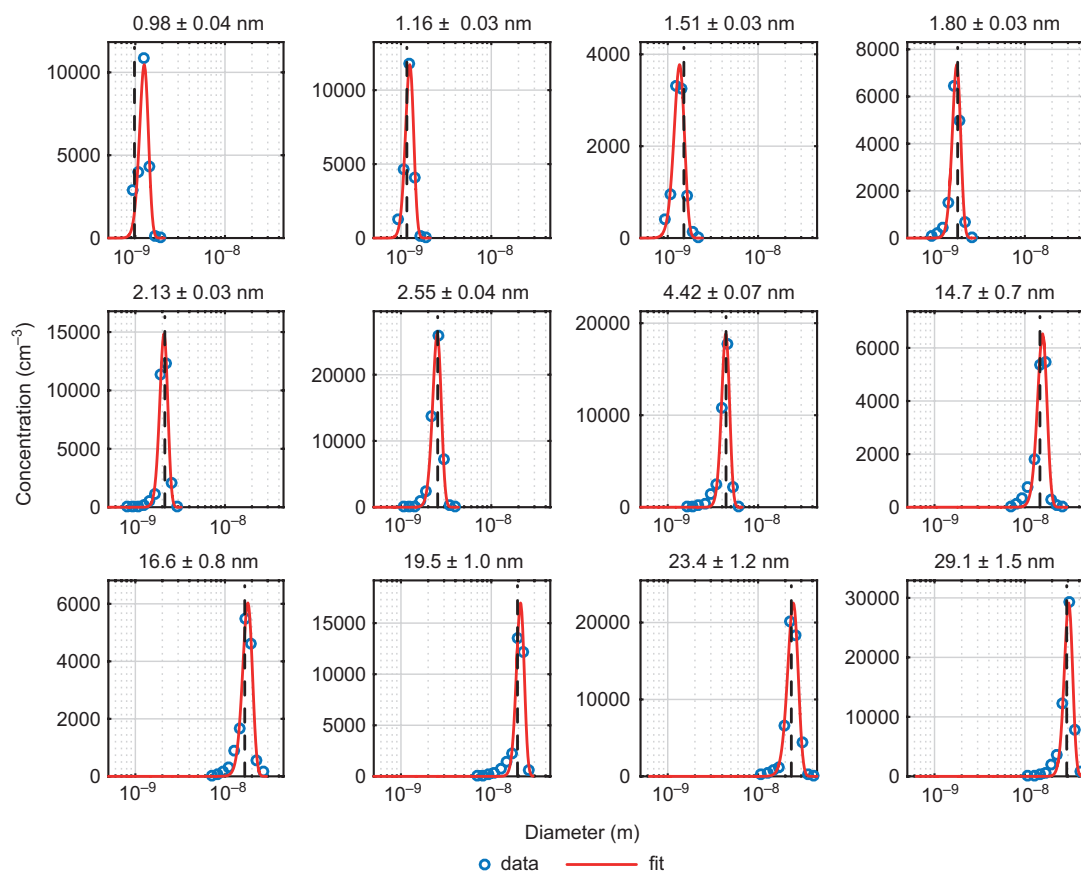 0.98 ± 0.04 nm 1.16 ± 0.03 nm 1.51 ± 0.03 nm 1.80 ± 0.03 nm
10000 5000 0
10000 5000 0
4000 2000 0
8000 6000 4000 2000 0
10⁻⁹ 10⁻⁸ 10⁻⁹ 10⁻⁸ 10⁻⁹ 10⁻⁸ 10⁻⁹ 10⁻⁸
2.13 ± 0.03 nm 2.55 ± 0.04 nm 4.42 ± 0.07 nm 14.7 ± 0.7 nm
Concentration (cm⁻³)
15000 10000 5000 0
20000 10000 0
20000 10000 0
6000 4000 2000 0
10⁻⁹ 10⁻⁸ 10⁻⁹ 10⁻⁸ 10⁻⁹ 10⁻⁸ 10⁻⁹ 10⁻⁸
16.6 ± 0.8 nm 19.5 ± 1.0 nm 23.4 ± 1.2 nm 29.1 ± 1.5 nm
6000 4000 2000 0
15000 10000 5000 0
20000 10000 0
30000 20000 10000 0
10⁻⁹ 10⁻⁸ 10⁻⁹ 10⁻⁸ 10⁻⁹ 10⁻⁸ 10⁻⁹ 10⁻⁸
Diameter (m)
data fit